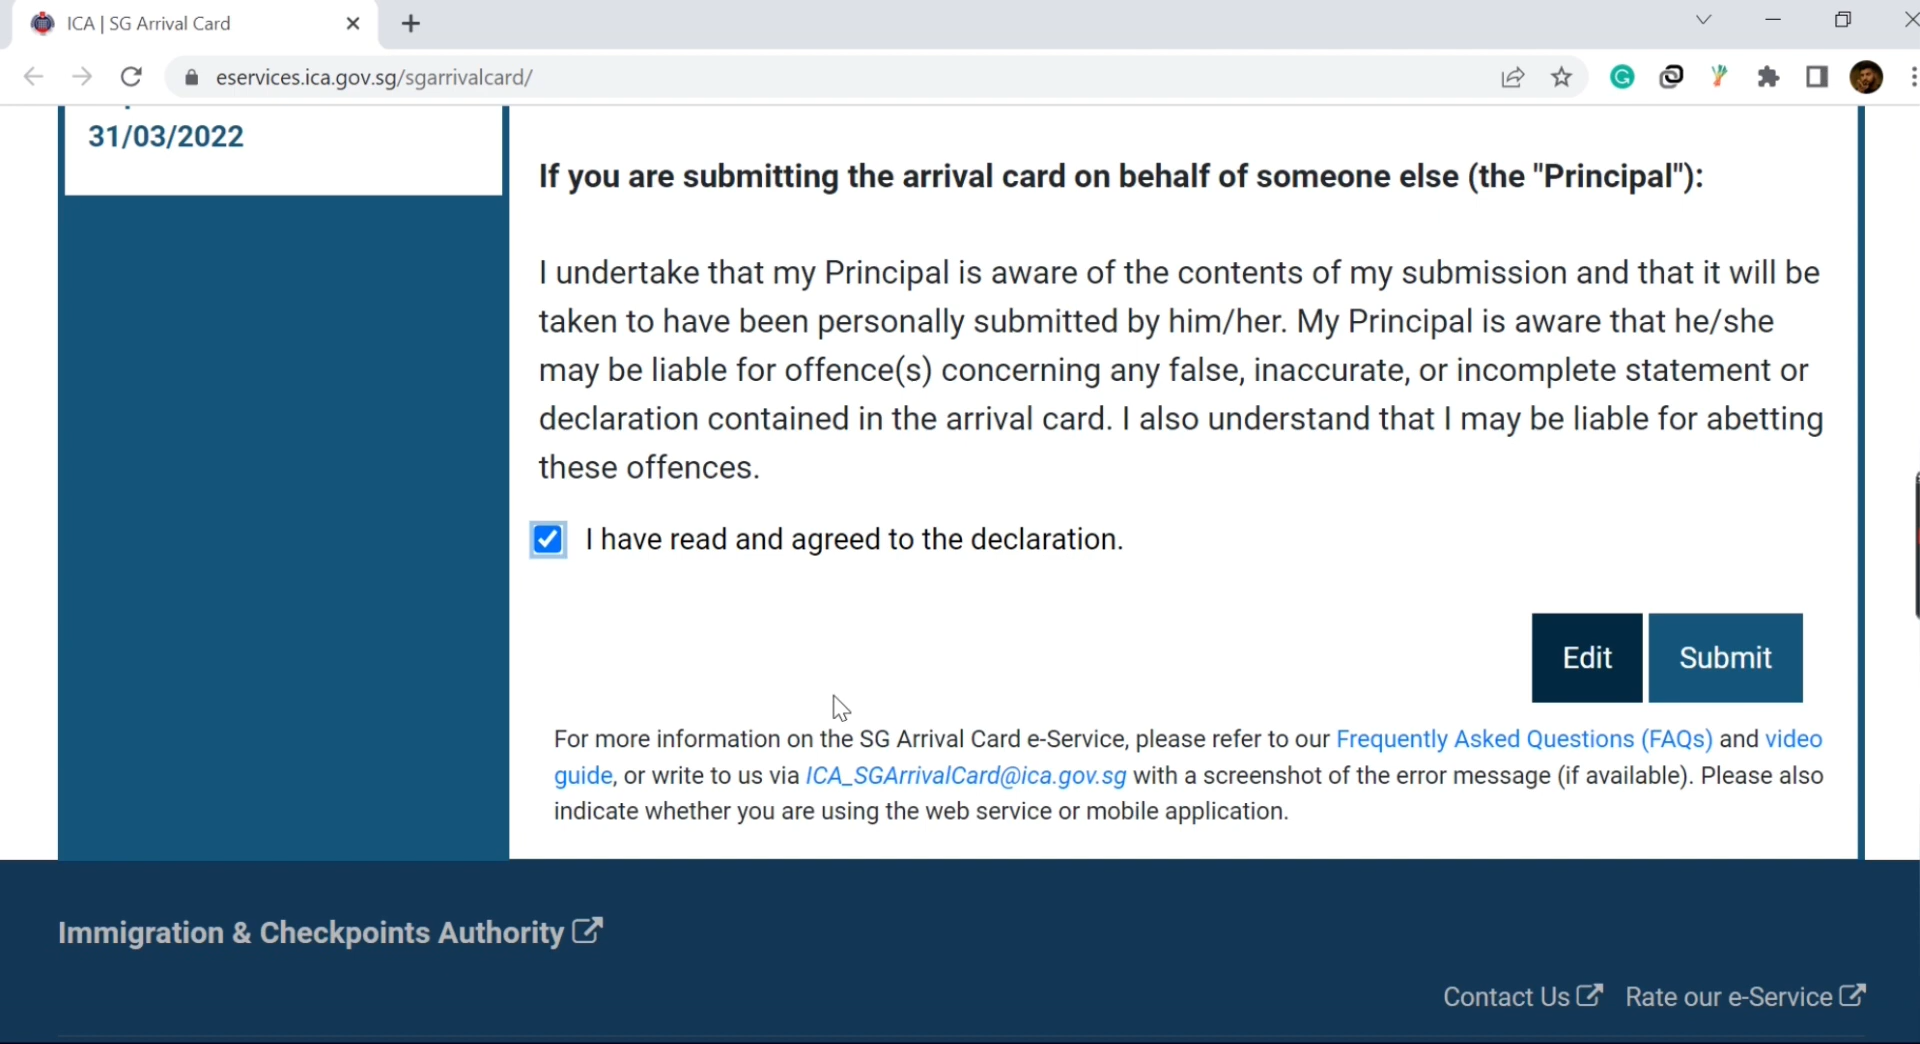 ICA | SG Arrival Card
eservices.ica.gov.sg/sgarrivalcard/
31/03/2022
If you are submitting the arrival card on behalf of someone else (the "Principal"):
I undertake that my Principal is aware of the contents of my submission and that it will be
taken to have been personally submitted by him/her. My Principal is aware that he/she
may be liable for offence(s) concerning any false, inaccurate, or incomplete statement or
declaration contained in the arrival card. I also understand that I may be liable for abetting
these offences.
I have read and agreed to the declaration.
Edit Submit
For more information on the SG Arrival Card e-Service, please refer to our Frequently Asked Questions (FAQs) and video
guide, or write to us via ICA_SGArrivalCard@ica.gov.sg with a screenshot of the error message (if available). Please also
indicate whether you are using the web service or mobile application.
Immigration & Checkpoints Authority
Contact Us Rate our e-Service